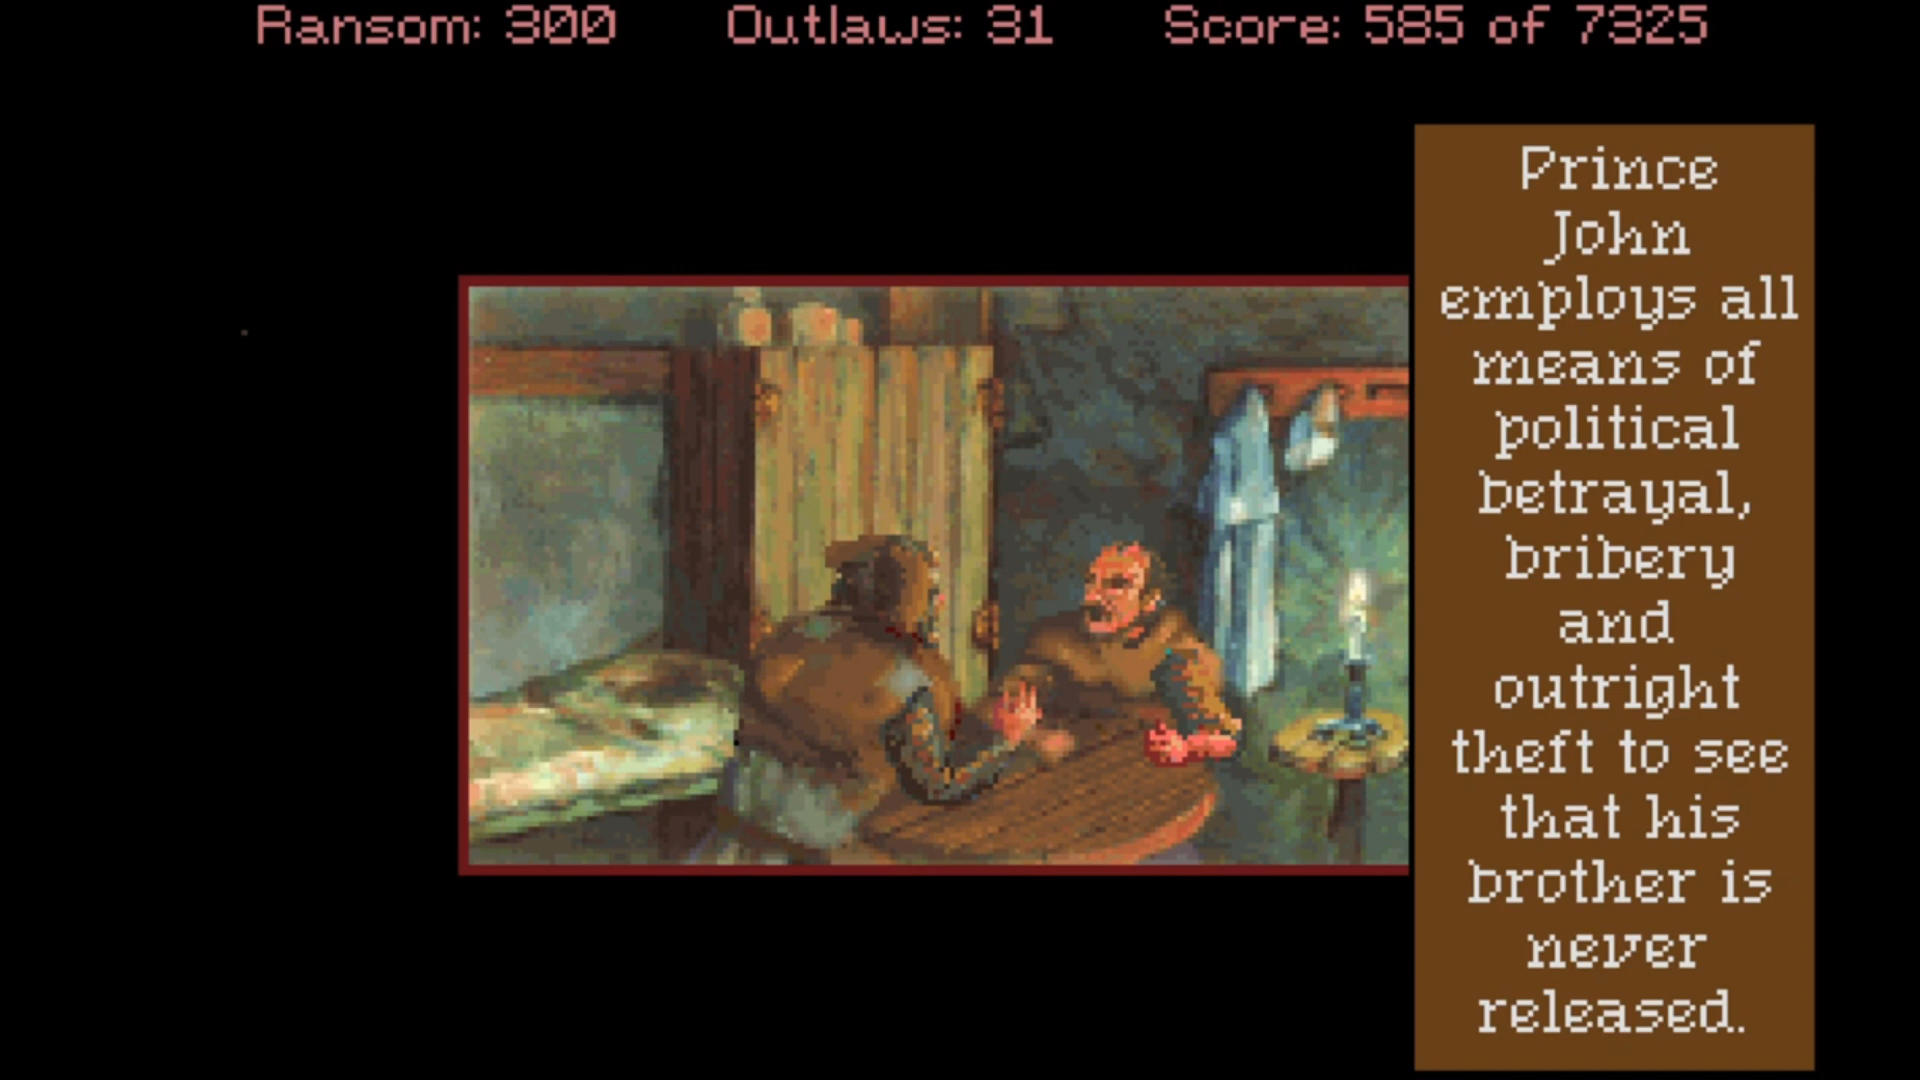 Ransom: 300 Outlaws: 31 Score: 585 of 7325
Prince
John
employs all
means of
political
betrayal,
bribery
and
outright
theft to see
that his
brother is
never
released.